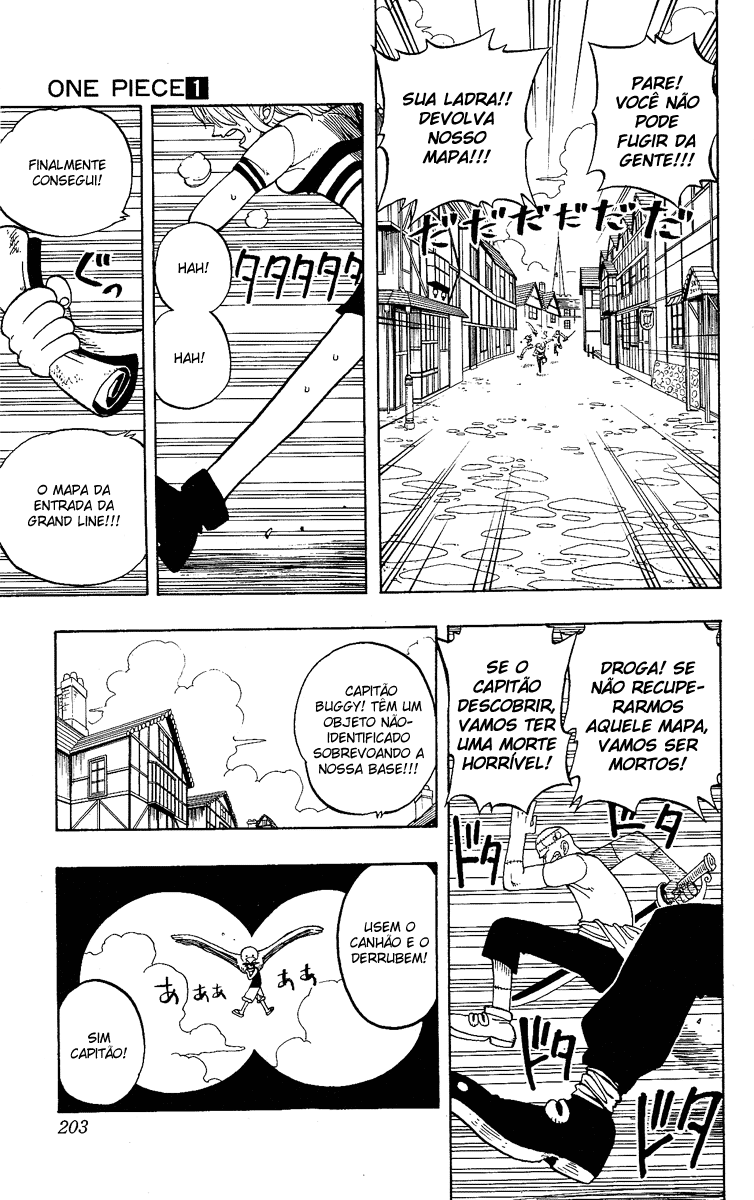 ONE PIECE 1
PARE!
VOCÊ NÃO
PODE
FUGIR DA
GENTE!!!
SUA LADRA!!
DEVOLVA
NOSSO
MAPA!!!
だだだだだだ
HAH!
タタタタタ
HAH!
FINALMENTE
CONSEGUI!
ぐっ
O MAPA DA
ENTRADA DA
GRAND LINE!!!
DROGA! SE
NÃO RECUPE-
RARMOS
AQUELE MAPA,
VAMOS SER
MORTOS!
SE O
CAPITÃO
DESCOBRIR,
VAMOS TER
UMA MORTE
HORRÍVEL!
ドタ
ドタ
ドタ
ドタ
CAPITÃO
BUGGY! TÊM UM
OBJETO NÃO-
IDENTIFICADO
SOBREVOANDO A
NOSSA BASE!!!
USEM O
CANHÃO E O
DERRUBEM!
ああ
あああ
SIM
CAPITÃO!
203